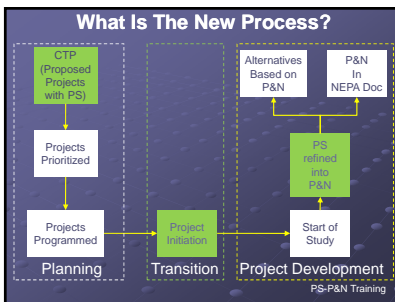 What Is The New Process?
CTP
(Proposed
Projects
with PS)
Projects
Prioritized
Projects
Programmed
Planning
Project
Initiation
Transition
Alternatives
Based on
P&N
P&N
In
NEPA Doc
PS
refined
into
P&N
Start of
Study
Project Development
PS-P&N Training